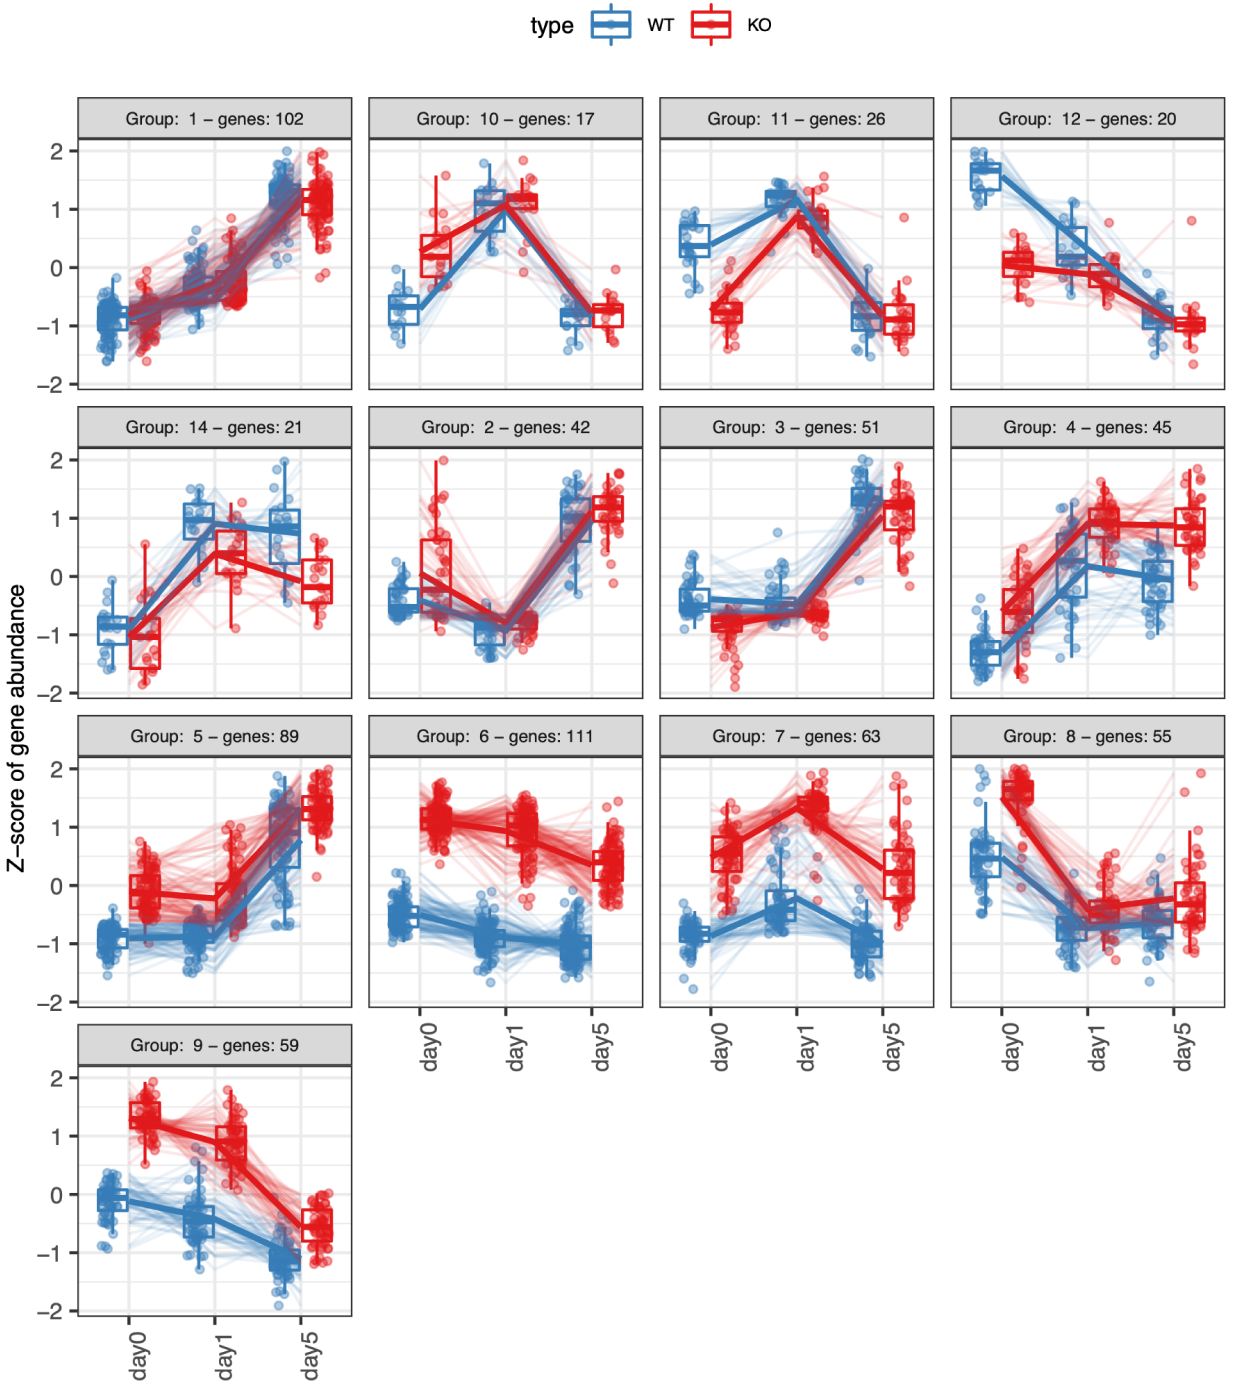 type WT KO
Group: 1 − genes: 102
Group: 10 − genes: 17
Group: 11 − genes: 26
Group: 12 − genes: 20
2
1
0
−1
−2
Group: 14 − genes: 21
Group: 2 − genes: 42
Group: 3 − genes: 51
Group: 4 − genes: 45
2
1
0
−1
−2
Z−score of gene abundance
Group: 5 − genes: 89
Group: 6 − genes: 111
Group: 7 − genes: 63
Group: 8 − genes: 55
2
1
0
−1
−2
day0
day1
day5
day0
day1
day5
day0
day1
day5
Group: 9 − genes: 59
2
1
0
−1
−2
day0
day1
day5